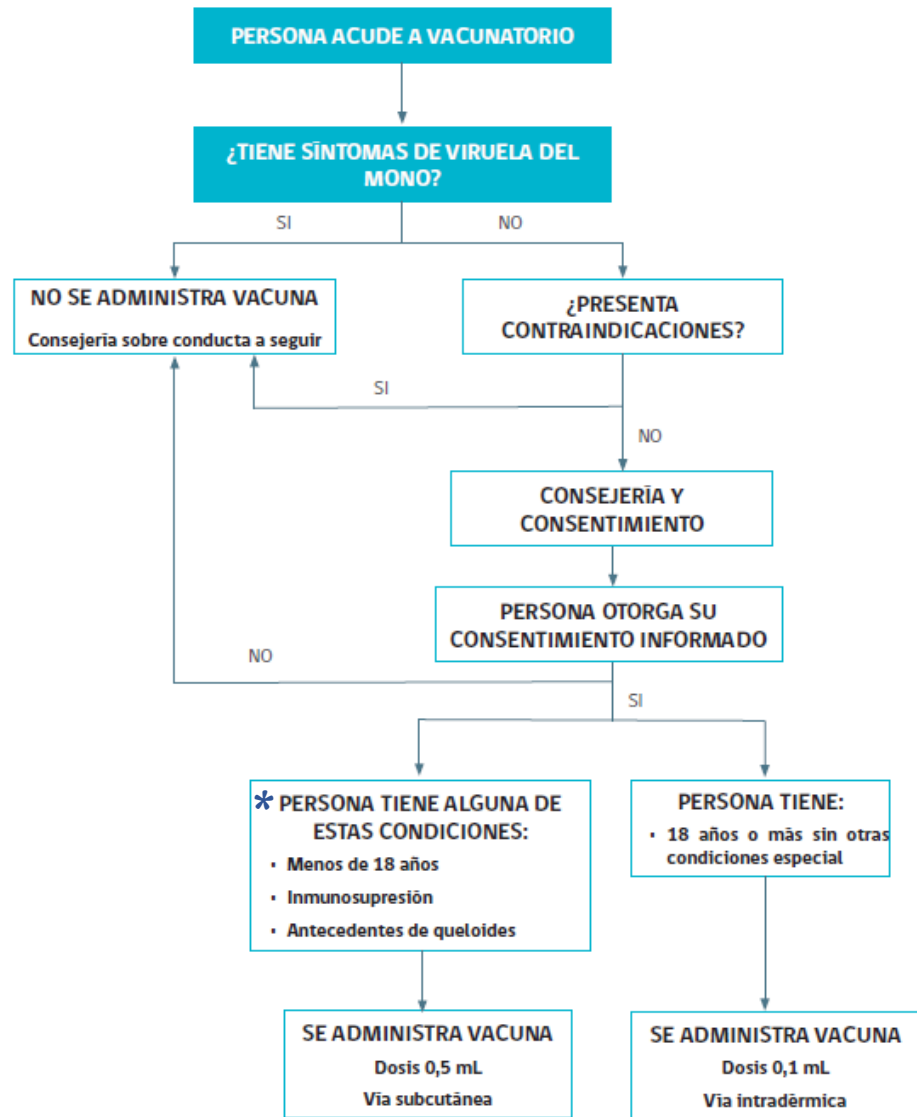 PERSONA ACUDE A VACUNATORIO
¿TIENE SÍNTOMAS DE VIRUELA DEL
MONO?
SI
NO
NO SE ADMINISTRA VACUNA
Consejería sobre conducta a seguir
¿PRESENTA
CONTRAINDICACIONES?
SI
NO
CONSEJERÍA Y
CONSENTIMIENTO
PERSONA OTORGA SU
CONSENTIMIENTO INFORMADO
NO
SI
* PERSONA TIENE ALGUNA DE
ESTAS CONDICIONES:
• Menos de 18 años
• Inmunosupresión
• Antecedentes de queloides
PERSONA TIENE:
• 18 años o más sin otras
condiciones especial
SE ADMINISTRA VACUNA
Dosis 0,5 mL
Vía subcutánea
SE ADMINISTRA VACUNA
Dosis 0,1 mL
Vía intradérmica